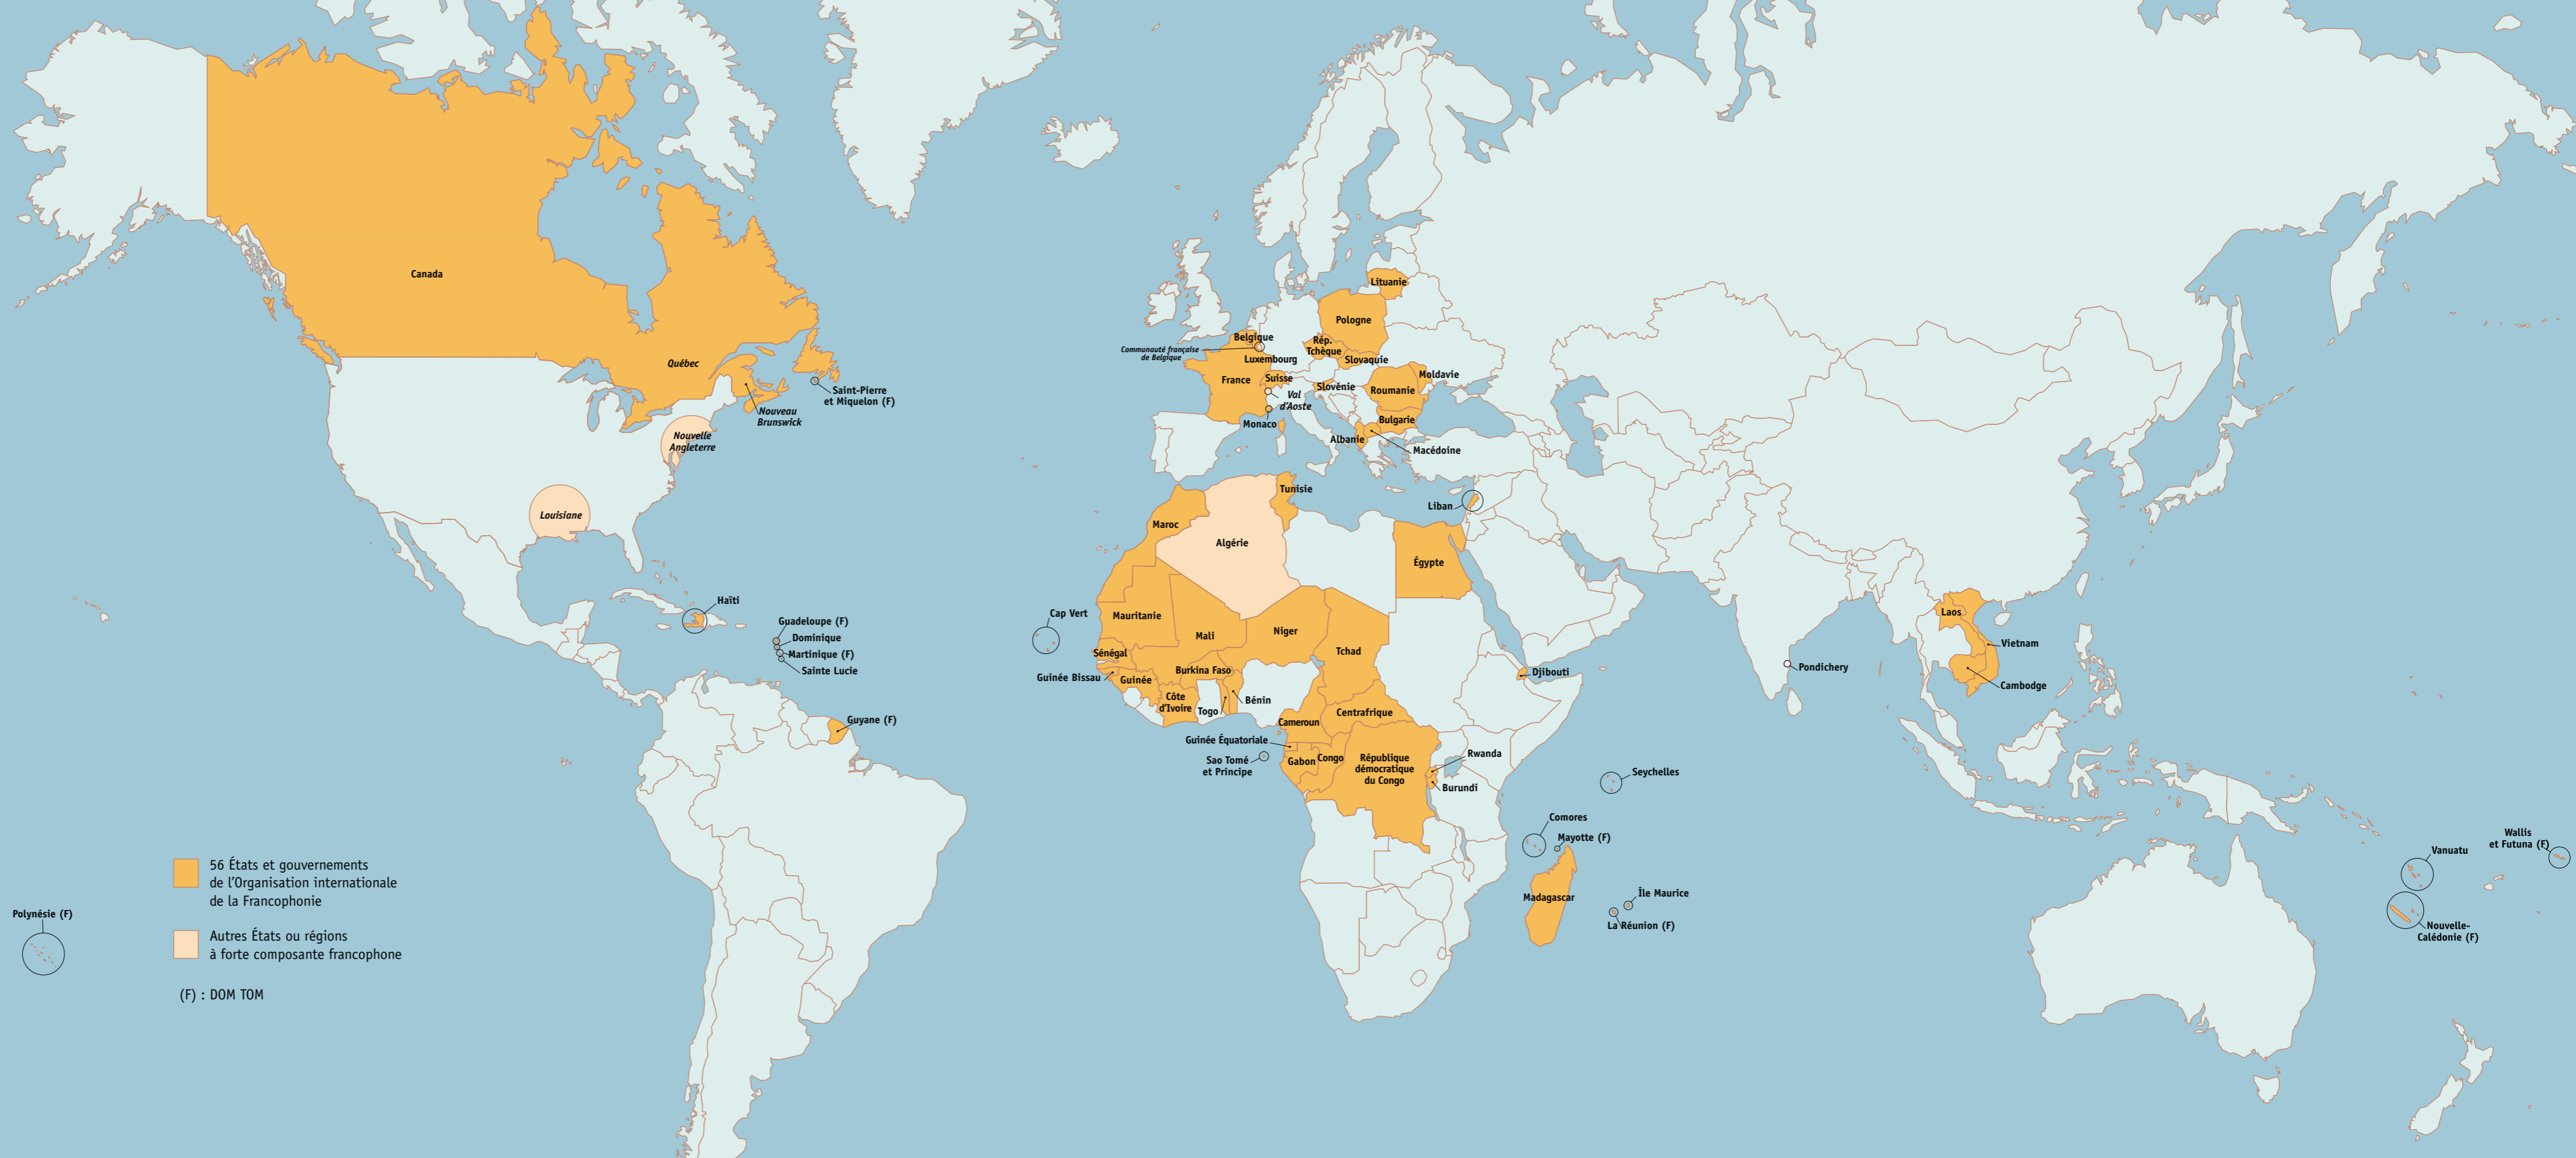 Canada
Québec
Nouveau
Brunswick
Saint-Pierre
et Miquelon (F)
Nouvelle
Angleterre
Louisiane
Haïti
Guadeloupe (F)
Dominique
Martinique (F)
Sainte Lucie
Guyane (F)
Lituanie
Pologne
Belgique
Communauté française
de Belgique
Rép.
Tchèque
Luxembourg
Slovaquie
France
Suisse
Slovénie
Moldavie
Roumanie
Val
d'Aoste
Monaco
Bulgarie
Albanie
Macédoine
Tunisie
Liban
Maroc
Algérie
Égypte
Cap Vert
Mauritanie
Mali
Niger
Tchad
Sénégal
Burkina Faso
Guinée Bissau
Guinée
Côte
d'Ivoire
Togo
Bénin
Djibouti
Cameroun
Centrafrique
Guinée Équatoriale
Sao Tomé
et Principe
Gabon
Congo
République
démocratique
du Congo
Rwanda
Burundi
Seychelles
Comores
Mayotte (F)
Madagascar
Île Maurice
La Réunion (F)
Laos
Vietnam
Pondichery
Cambodge
Wallis
et Futuna (F)
Vanuatu
Nouvelle-
Calédonie (F)
Polynésie (F)
56 États et gouvernements
de l'Organisation internationale
de la Francophonie
Autres États ou régions
à forte composante francophone
(F) : DOM TOM